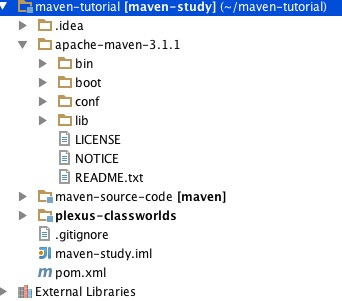 maven-tutorial [maven-study] (~/maven-tutorial)
.idea
apache-maven-3.1.1
bin
boot
conf
lib
LICENSE
NOTICE
README.txt
maven-source-code [maven]
plexus-classworlds
.gitignore
maven-study.iml
pom.xml
External Libraries